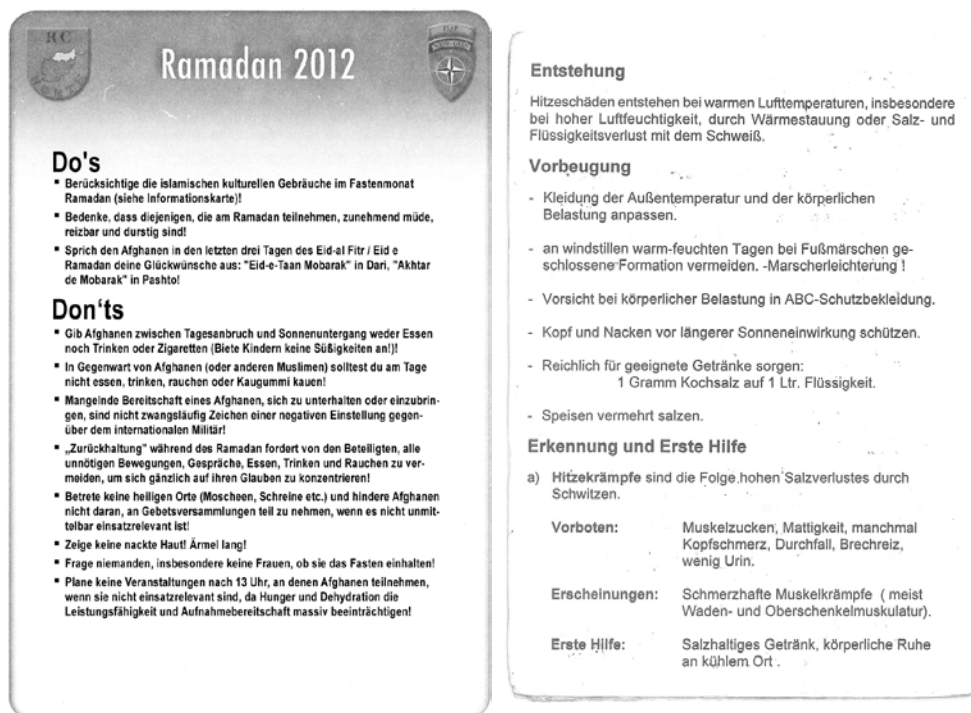 RC
NORTH
ISAF
Ramadan 2012
Do's
▪ Berücksichtige die islamischen kulturellen Gebräuche im Fastenmonat
Ramadan (siehe Informationskarte)!
▪ Bedenke, dass diejenigen, die am Ramadan teilnehmen, zunehmend müde,
reizbar und durstig sind!
▪ Sprich den Afghanen in den letzten drei Tagen des Eid-al Fitr / Eid e
Ramadan deine Glückwünsche aus: "Eid-e-Taan Mobarak" in Dari, "Akhtar
de Mobarak" in Pashto!
Don‘ts
▪ Gib Afghanen zwischen Tagesanbruch und Sonnenuntergang weder Essen
noch Trinken oder Zigaretten (Biete Kindern keine Süßigkeiten an!)!
▪ In Gegenwart von Afghanen (oder anderen Muslimen) solltest du am Tage
nicht essen, trinken, rauchen oder Kaugummi kauen!
▪ Mangelnde Bereitschaft eines Afghanen, sich zu unterhalten oder einzubrin-
gen, sind nicht zwangsläufig Zeichen einer negativen Einstellung gegen-
über dem internationalen Militär!
▪ „Zurückhaltung" während des Ramadan fordert von den Beteiligten, alle
unnötigen Bewegungen, Gespräche, Essen, Trinken und Rauchen zu ver-
meiden, um sich gänzlich auf ihren Glauben zu konzentrieren!
▪ Betrete keine heiligen Orte (Moscheen, Schreine etc.) und hindere Afghanen
nicht daran, an Gebetsversammlungen teil zu nehmen, wenn es nicht unmit-
telbar einsatzrelevant ist!
▪ Zeige keine nackte Haut! Ärmel lang!
▪ Frage niemanden, insbesondere keine Frauen, ob sie das Fasten einhalten!
▪ Plane keine Veranstaltungen nach 13 Uhr, an denen Afghanen teilnehmen,
wenn sie nicht einsatzrelevant sind, da Hunger und Dehydration die
Leistungsfähigkeit und Aufnahmebereitschaft massiv beeinträchtigen!
Entstehung
Hitzeschäden entstehen bei warmen Lufttemperaturen, insbesondere
bei hoher Luftfeuchtigkeit, durch Wärmestauung oder Salz- und
Flüssigkeitsverlust mit dem Schweiß.
Vorbeugung
- Kleidung der Außentemperatur und der körperlichen
Belastung anpassen.
- an windstillen warm-feuchten Tagen bei Fußmärschen ge-
schlossene Formation vermeiden. -Marscherleichterung !
- Vorsicht bei körperlicher Belastung in ABC-Schutzbekleidung.
- Kopf und Nacken vor längerer Sonneneinwirkung schützen.
- Reichlich für geeignete Getränke sorgen:
1 Gramm Kochsalz auf 1 Ltr. Flüssigkeit.
- Speisen vermehrt salzen.
Erkennung und Erste Hilfe
a) Hitzekrämpfe sind die Folge hohen Salzverlustes durch
Schwitzen.
Vorboten: Muskelzucken, Mattigkeit, manchmal
Kopfschmerz, Durchfall, Brechreiz,
wenig Urin.
Erscheinungen: Schmerzhafte Muskelkrämpfe ( meist
Waden- und Oberschenkelmuskulatur).
Erste Hilfe: Salzhaltiges Getränk, körperliche Ruhe
an kühlem Ort .